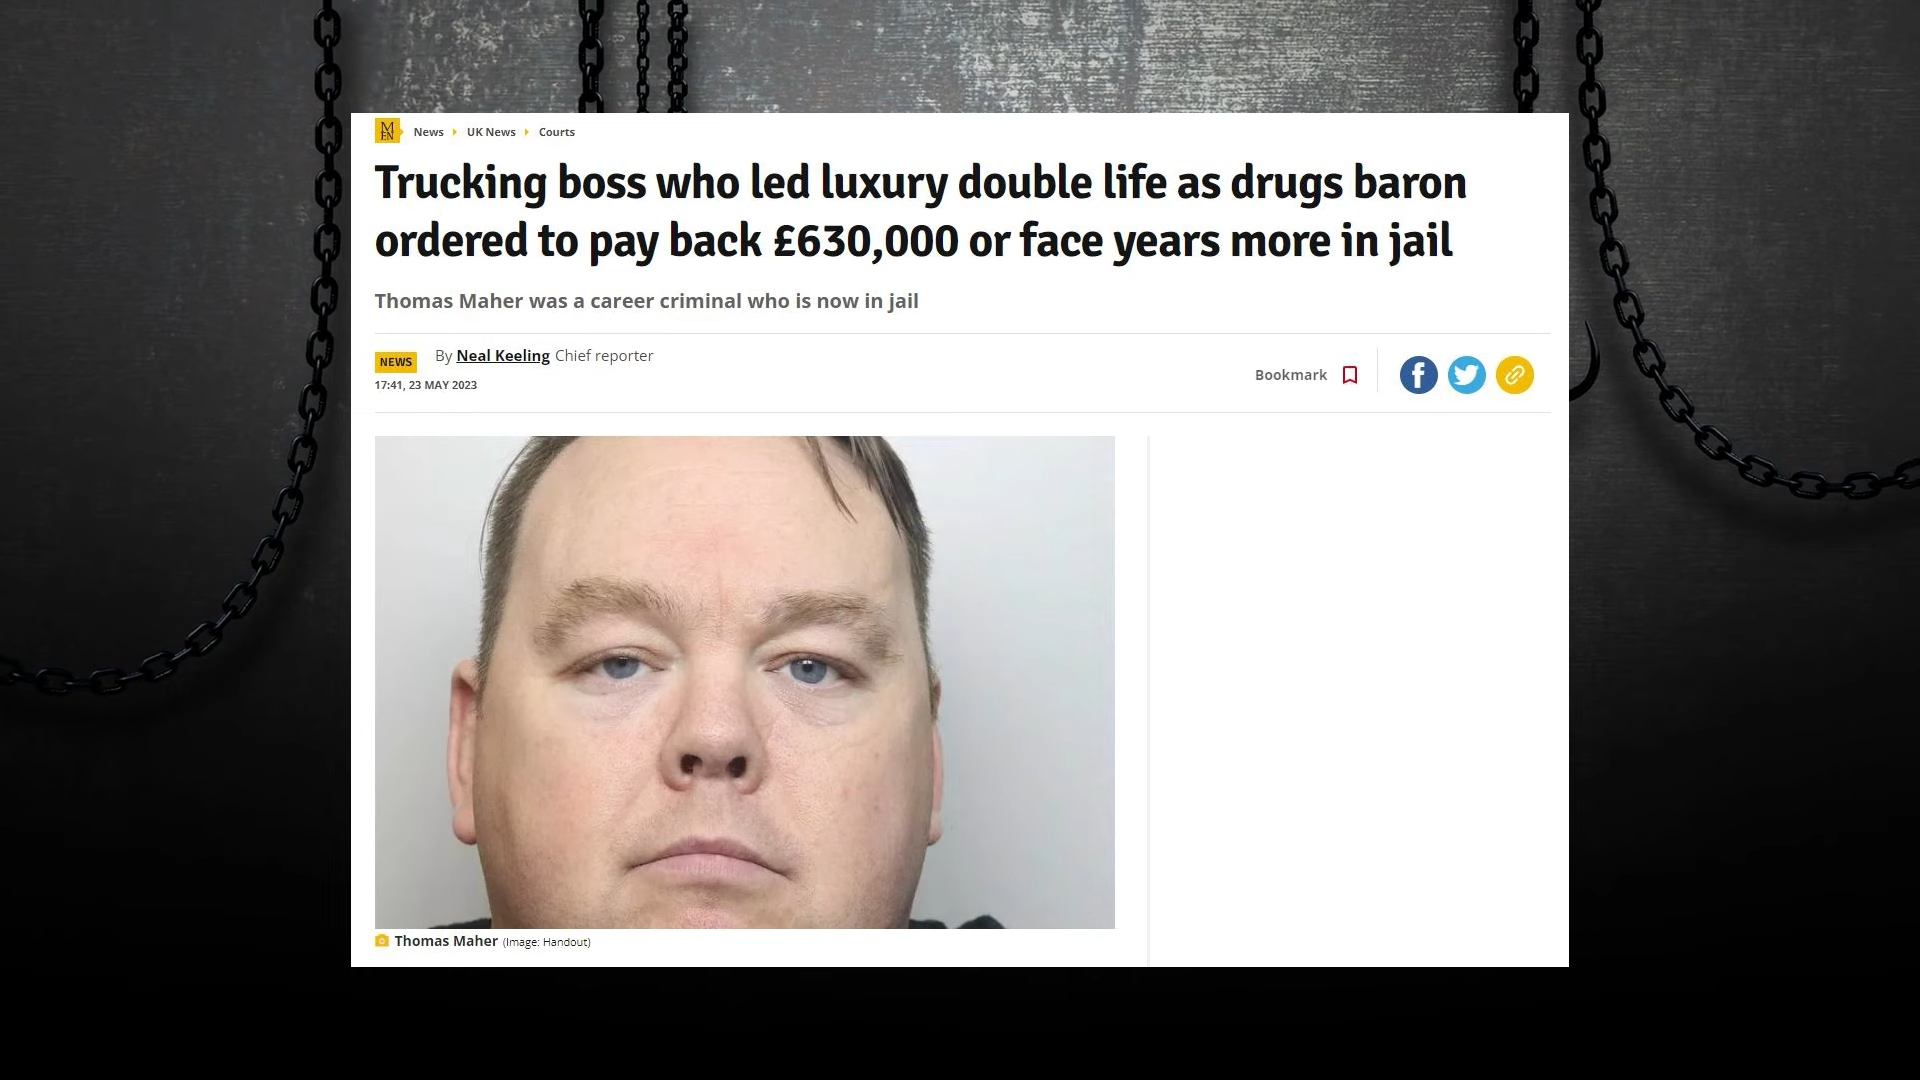 MEN
News UK News Courts
Trucking boss who led luxury double life as drugs baron
ordered to pay back £630,000 or face years more in jail
Thomas Maher was a career criminal who is now in jail
NEWS
By Neal Keeling Chief reporter
17:41, 23 MAY 2023
Bookmark
Thomas Maher (Image: Handout)